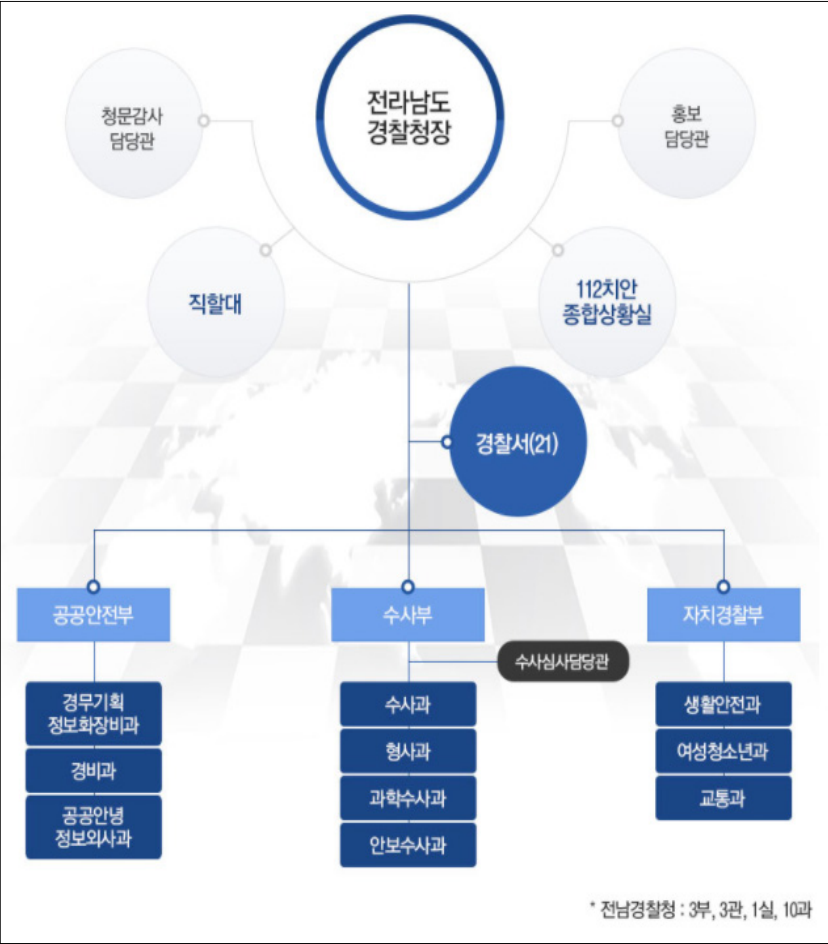 전라남도
경찰청장
청문감사
담당관
홍보
담당관
직할대
112치안
종합상황실
경찰서(21)
공공안전부
수사부
자치경찰부
수사심사담당관
경무기획
정보화장비과
경비과
공공안녕
정보외사과
수사과
형사과
과학수사과
안보수사과
생활안전과
여성청소년과
교통과
* 전남경찰청 : 3부, 3관, 1실, 10과